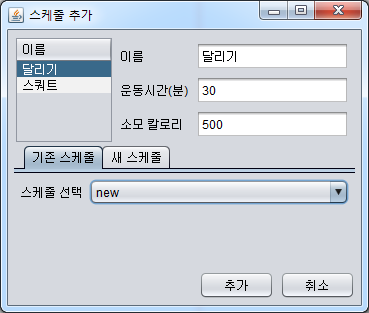 스케줄 추가
이름
달리기
스쿼트
이름 달리기
운동시간(분) 30
소모 칼로리 500
기존 스케줄 새 스케줄
스케줄 선택 new
추가 취소